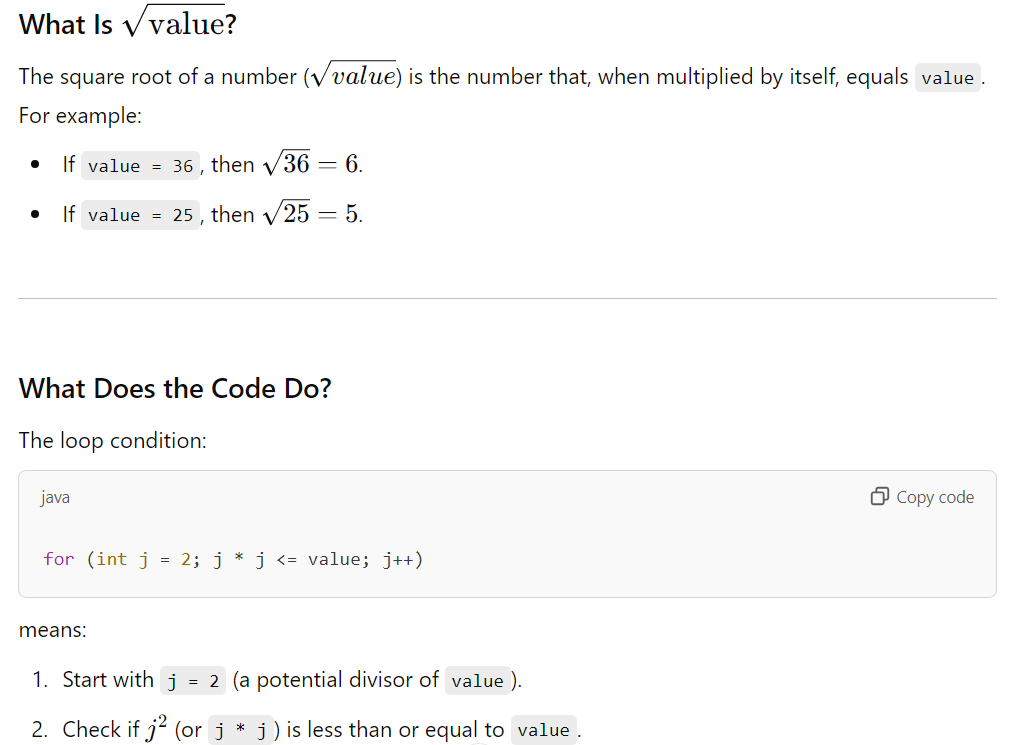 What Is √value?
The square root of a number (√value) is the number that, when multiplied by itself, equals value.
For example:
• If value = 36, then √36 = 6.
• If value = 25, then √25 = 5.
What Does the Code Do?
The loop condition:
java Copy code
for (int j = 2; j * j <= value; j++)
means:
1. Start with j = 2 (a potential divisor of value).
2. Check if j² (or j * j) is less than or equal to value.